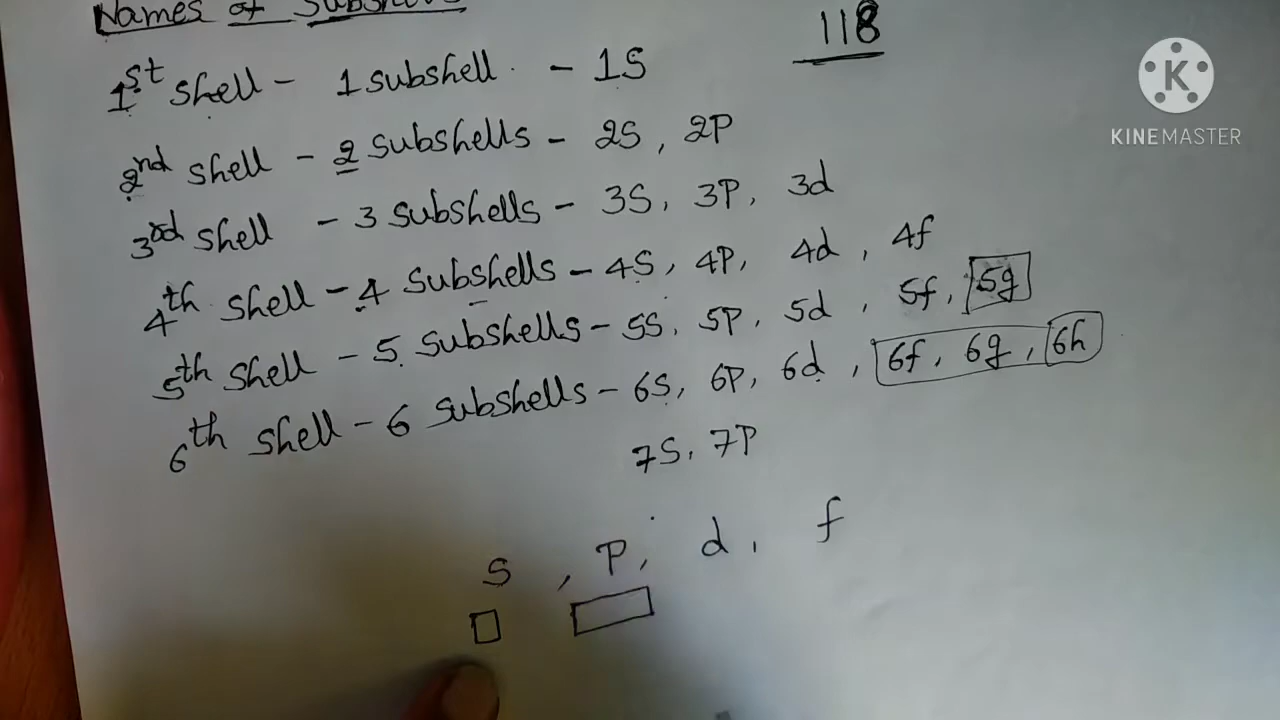 Names of Subshells
118
1st shell - 1 subshell - 1S
K
KINEMASTER
2nd shell - 2 subshells - 2S, 2P
3rd shell - 3 subshells - 3S, 3P, 3d
4th shell - 4 subshells - 4S, 4P, 4d, 4f
5th shell - 5 subshells - 5S, 5P, 5d, 5f, 5g
6th shell - 6 subshells - 6S, 6P, 6d, 6f, 6g, 6h
7S, 7P
S, P, d, f